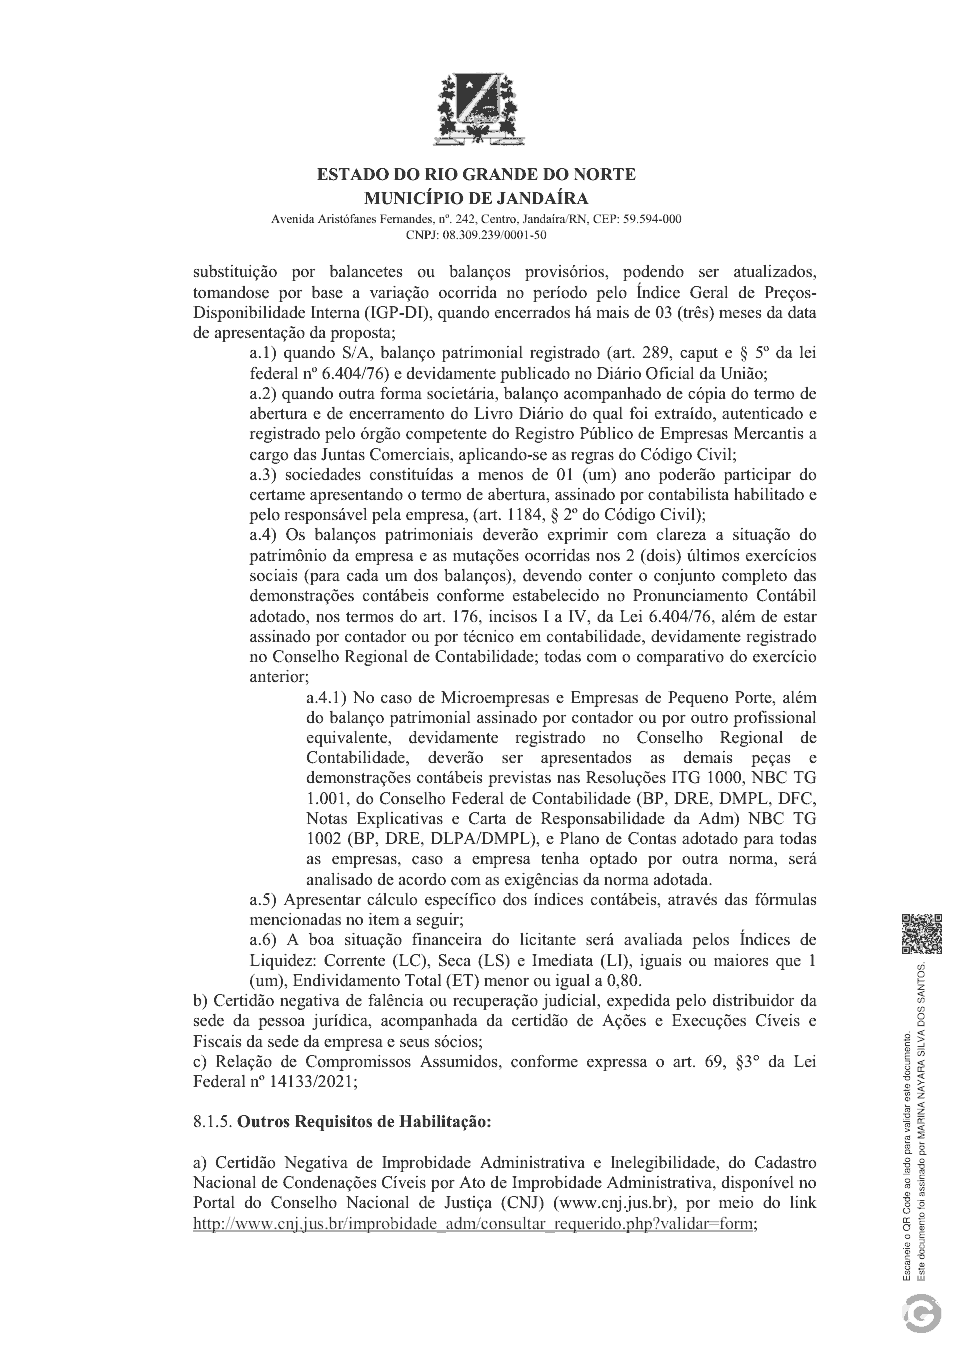 ESTADO DO RIO GRANDE DO NORTE
MUNICÍPIO DE JANDAÍRA
Avenida Aristófanes Fernandes, nº. 242, Centro, Jandaíra/RN, CEP: 59.594-000
CNPJ: 08.309.239/0001-50
substituição por balancetes ou balanços provisórios, podendo ser atualizados,
tomandose por base a variação ocorrida no período pelo Índice Geral de Preços-
Disponibilidade Interna (IGP-DI), quando encerrados há mais de 03 (três) meses da data
de apresentação da proposta;
a.1) quando S/A, balanço patrimonial registrado (art. 289, caput e § 5º da lei
federal nº 6.404/76) e devidamente publicado no Diário Oficial da União;
a.2) quando outra forma societária, balanço acompanhado de cópia do termo de
abertura e de encerramento do Livro Diário do qual foi extraído, autenticado e
registrado pelo órgão competente do Registro Público de Empresas Mercantis a
cargo das Juntas Comerciais, aplicando-se as regras do Código Civil;
a.3) sociedades constituídas a menos de 01 (um) ano poderão participar do
certame apresentando o termo de abertura, assinado por contabilista habilitado e
pelo responsável pela empresa, (art. 1184, § 2º do Código Civil);
a.4) Os balanços patrimoniais deverão exprimir com clareza a situação do
patrimônio da empresa e as mutações ocorridas nos 2 (dois) últimos exercícios
sociais (para cada um dos balanços), devendo conter o conjunto completo das
demonstrações contábeis conforme estabelecido no Pronunciamento Contábil
adotado, nos termos do art. 176, incisos I a IV, da Lei 6.404/76, além de estar
assinado por contador ou por técnico em contabilidade, devidamente registrado
no Conselho Regional de Contabilidade; todas com o comparativo do exercício
anterior;
a.4.1) No caso de Microempresas e Empresas de Pequeno Porte, além
do balanço patrimonial assinado por contador ou por outro profissional
equivalente, devidamente registrado no Conselho Regional de
Contabilidade, deverão ser apresentados as demais peças e
demonstrações contábeis previstas nas Resoluções ITG 1000, NBC TG
1.001, do Conselho Federal de Contabilidade (BP, DRE, DMPL, DFC,
Notas Explicativas e Carta de Responsabilidade da Adm) NBC TG
1002 (BP, DRE, DLPA/DMPL), e Plano de Contas adotado para todas
as empresas, caso a empresa tenha optado por outra norma, será
analisado de acordo com as exigências da norma adotada.
a.5) Apresentar cálculo específico dos índices contábeis, através das fórmulas
mencionadas no item a seguir;
a.6) A boa situação financeira do licitante será avaliada pelos Índices de
Liquidez: Corrente (LC), Seca (LS) e Imediata (LI), iguais ou maiores que 1
(um), Endividamento Total (ET) menor ou igual a 0,80.
b) Certidão negativa de falência ou recuperação judicial, expedida pelo distribuidor da
sede da pessoa jurídica, acompanhada da certidão de Ações e Execuções Cíveis e
Fiscais da sede da empresa e seus sócios;
c) Relação de Compromissos Assumidos, conforme expressa o art. 69, §3° da Lei
Federal nº 14133/2021;
8.1.5. Outros Requisitos de Habilitação:
a) Certidão Negativa de Improbidade Administrativa e Inelegibilidade, do Cadastro
Nacional de Condenações Cíveis por Ato de Improbidade Administrativa, disponível no
Portal do Conselho Nacional de Justiça (CNJ) (www.cnj.jus.br), por meio do link
http://www.cnj.jus.br/improbidade_adm/consultar_requerido.php?validar=form;
Escaneie o QR Code ao lado para validar este documento.
Este documento foi assinado por MARINA NAYARA SILVA DOS SANTOS.